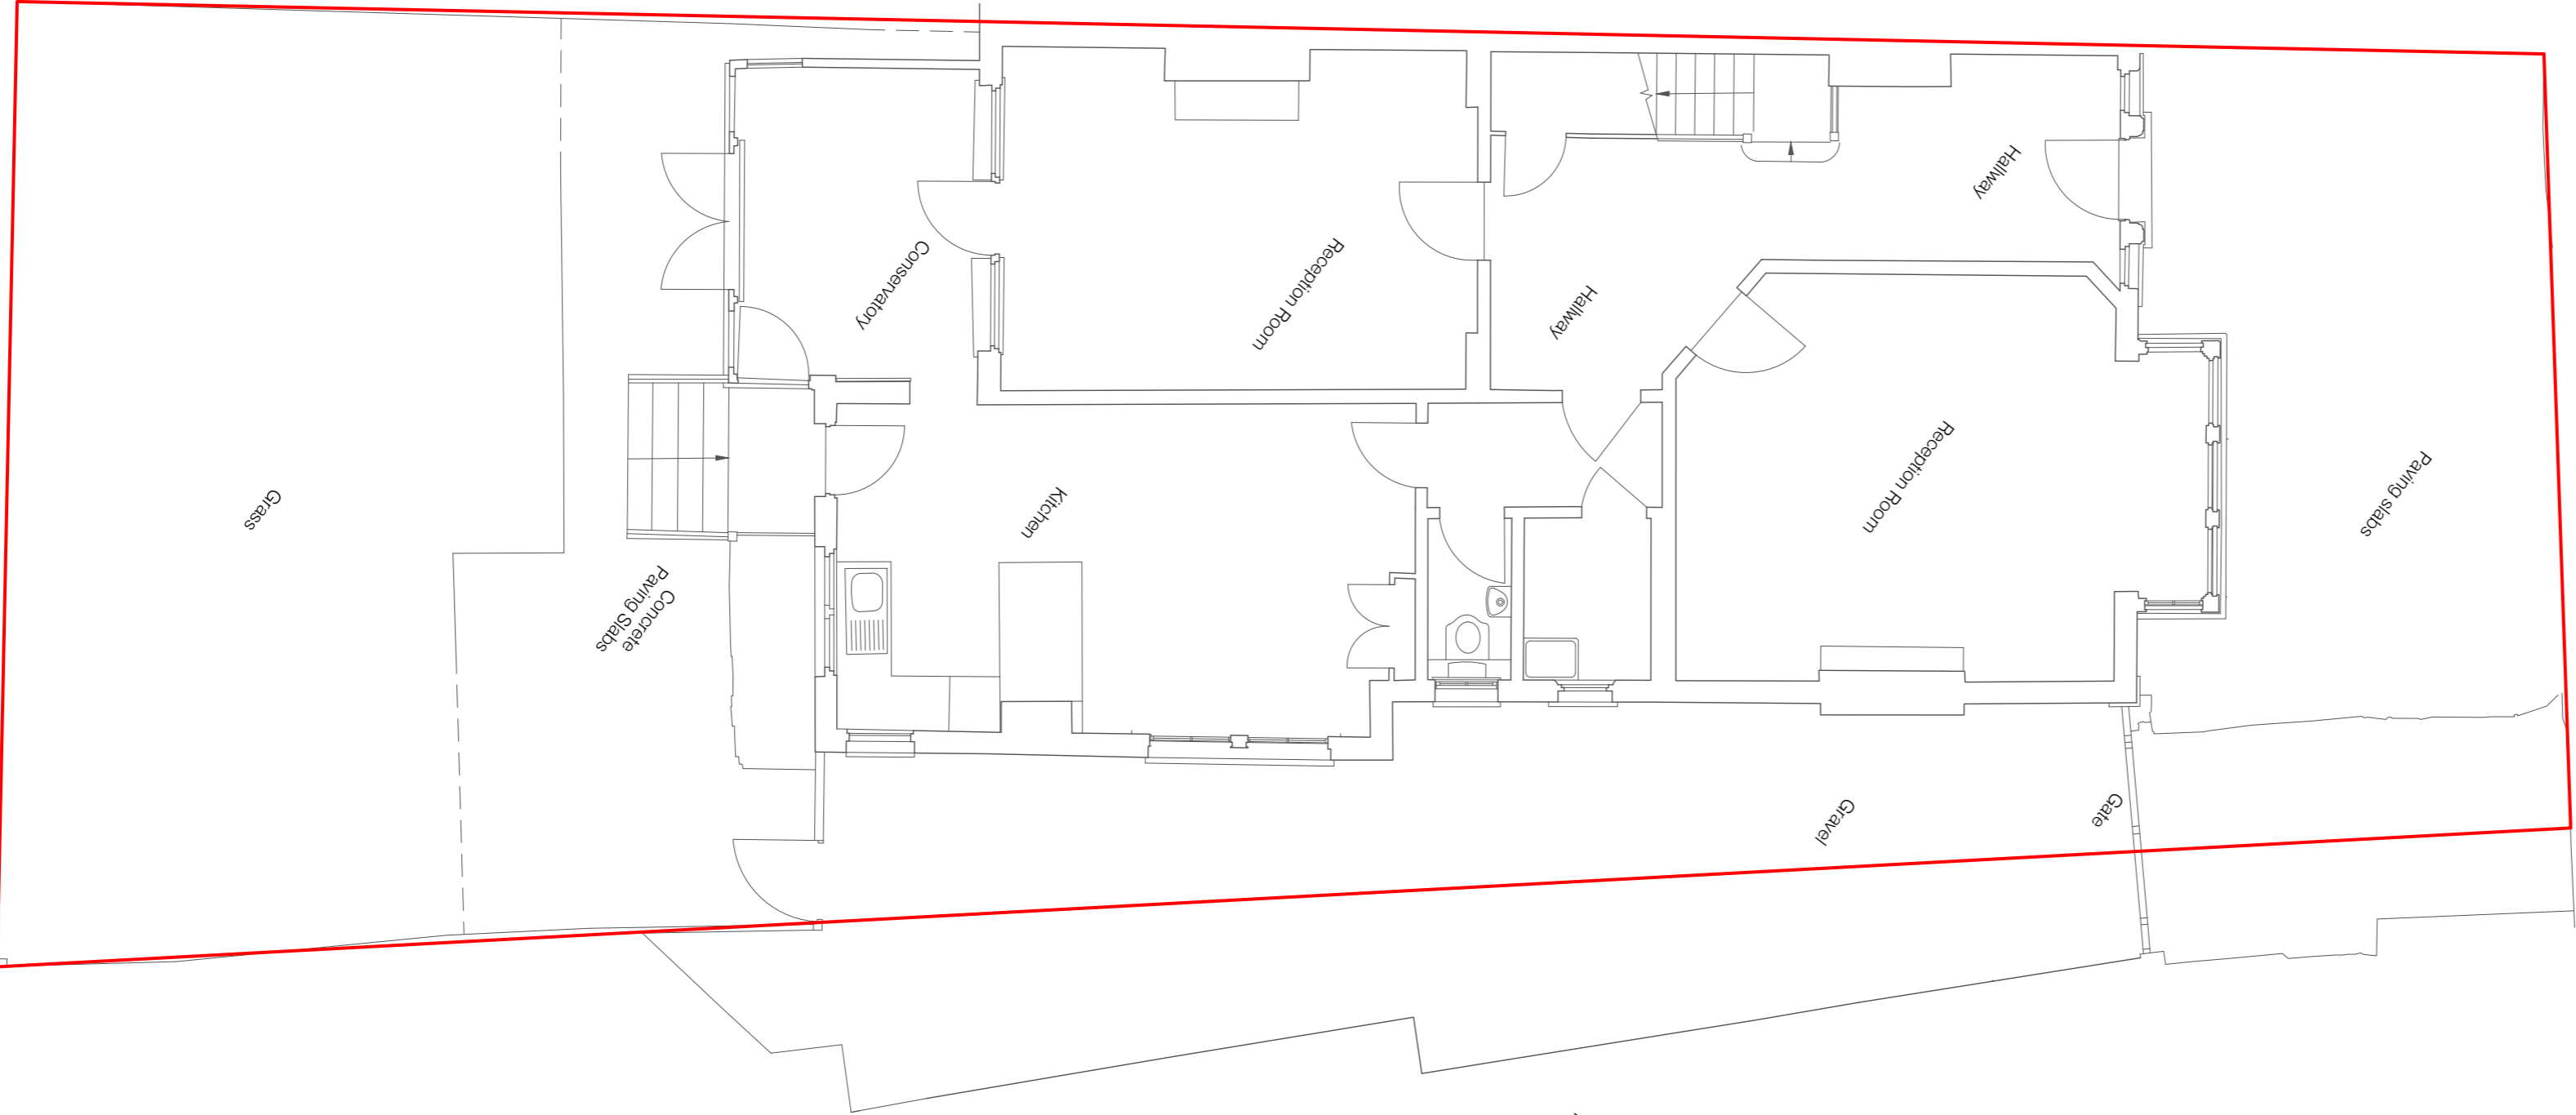 Hallway
Conservatory
Reception Room
Hallway
Reception Room
Paving slabs
Grass
Kitchen
Concrete
Paving Slabs
Gravel
Gate